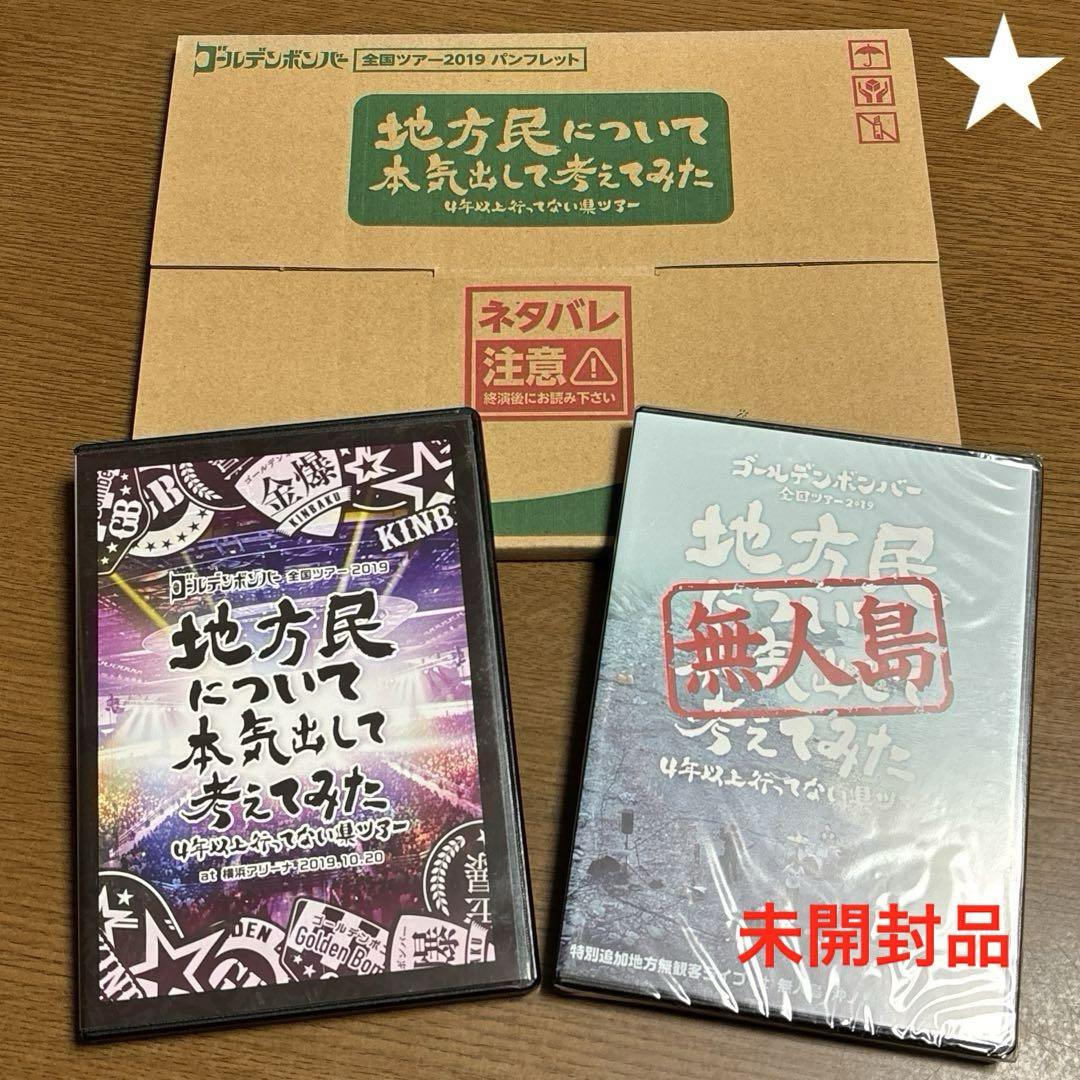 ゴールデンボンバー 全国ツアー2019 パンフレット
地方民について
本気出して考えてみた
4年以上行ってない県ツアー
ネタバレ
注意
終演後にお読み下さい
GB
金爆
KINBAKU
KINB
ゴールデンボンバー 全国ツアー2019
地方民
について
本気出して
考えてみた
4年以上行ってない県ツアー
at 横浜アリーナ 2019.10.20
ゴールデンボ
Golden Bom
ゴールデンボンバー
全国ツアー2019
地方民
無人島
考えてみた
4年以上行ってない県ツ
特別追加地方無観客ライブ
未開封品